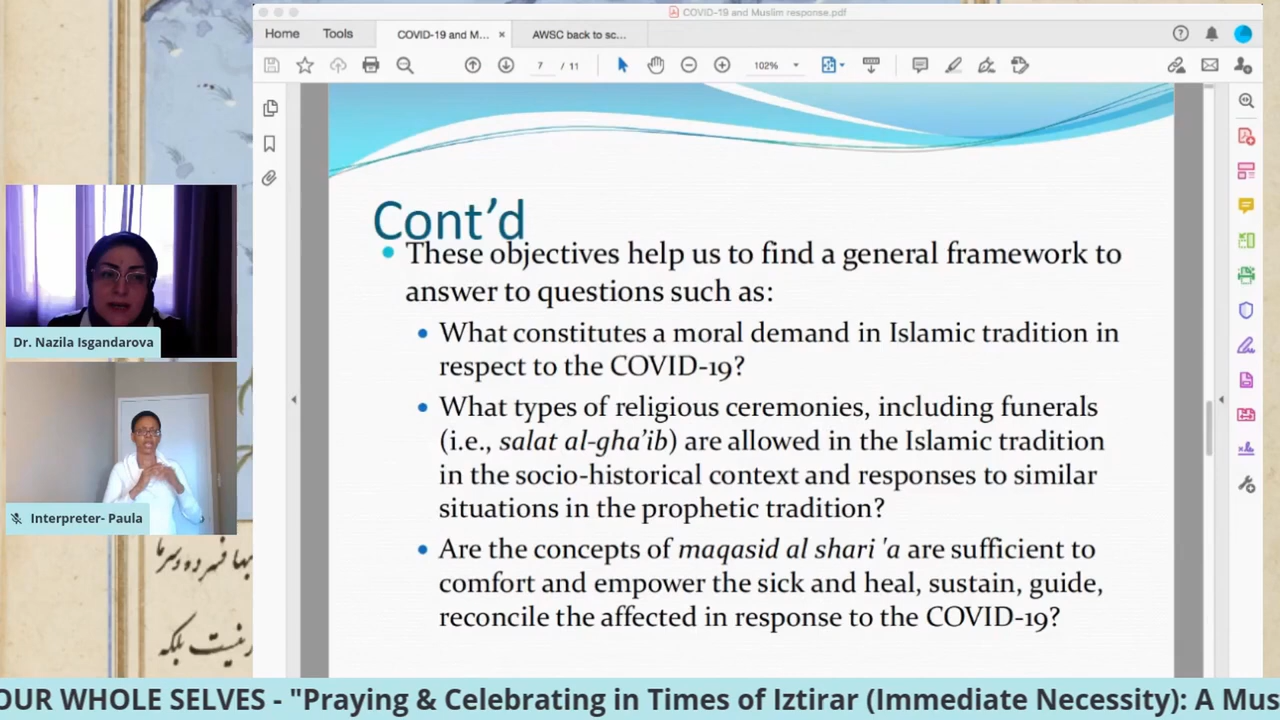 COVID-19 and Muslim response.pdf
Home
Tools
COVID-19 and M...
AWSC back to sc...
7 / 11
102%
Cont'd
These objectives help us to find a general framework to
answer to questions such as:
What constitutes a moral demand in Islamic tradition in
respect to the COVID-19?
What types of religious ceremonies, including funerals
(i.e., salat al-gha'ib) are allowed in the Islamic tradition
in the socio-historical context and responses to similar
situations in the prophetic tradition?
Are the concepts of maqasid al shari 'a are sufficient to
comfort and empower the sick and heal, sustain, guide,
reconcile the affected in response to the COVID-19?
Dr. Nazila Isgandarova
Interpreter- Paula
نیست بلکه
OUR WHOLE SELVES - "Praying & Celebrating in Times of Iztirar (Immediate Necessity): A Mus